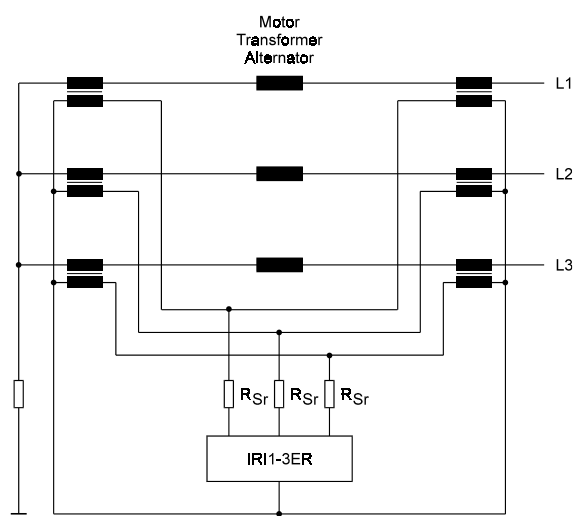 Motor
Transformer
Alternator
L1
L2
L3
RSr RSr RSr
IRI1-3ER